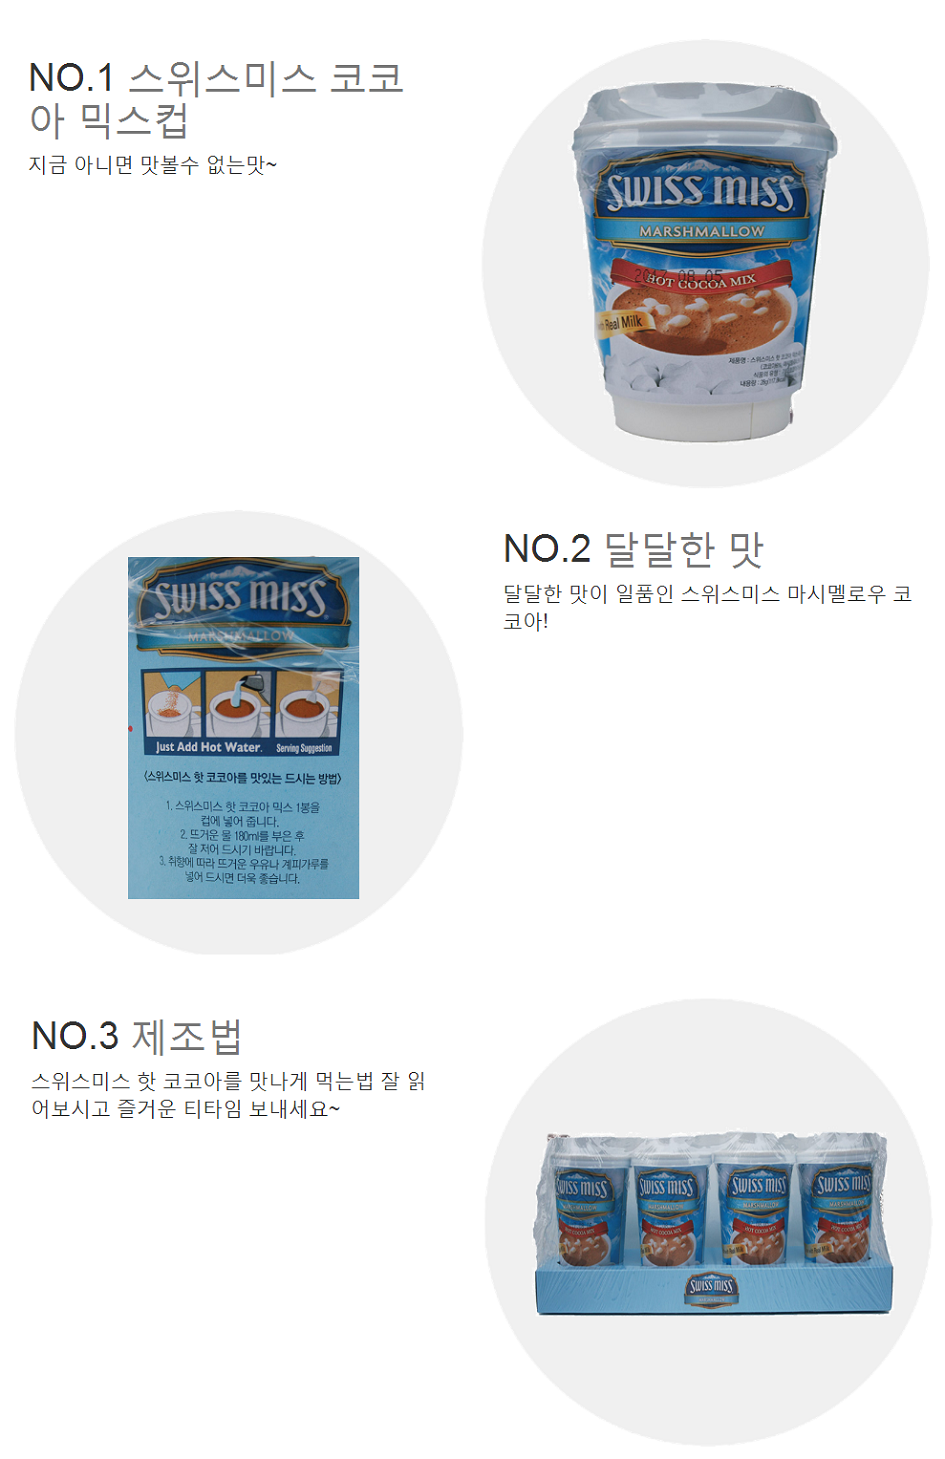 NO.1 스위스미스 코코
아 믹스컵
지금 아니면 맛볼수 없는맛~
SWISS MISS
MARSHMALLOW
2017.08.05
HOT COCOA MIX
Real Milk
NO.2 달달한 맛
달달한 맛이 일품인 스위스미스 마시멜로우 코
코아!
SWISS MISS
MARSHMALLOW
Just Add Hot Water. Serving Suggestion
<스위스미스 핫 코코아를 맛있는 드시는 방법>
1. 스위스미스 핫 코코아 믹스 1봉을
컵에 넣어 줍니다.
2. 뜨거운 물 180ml를 부은 후
잘 저어 드시기 바랍니다.
3. 취향에 따라 뜨거운 우유나 계피가루를
넣어 드시면 더욱 좋습니다.
NO.3 제조법
스위스미스 핫 코코아를 맛나게 먹는법 잘 읽
어보시고 즐거운 티타임 보내세요~
SWISS MISS SWISS MISS SWISS MISS SWISS MISS
SWISS MISS